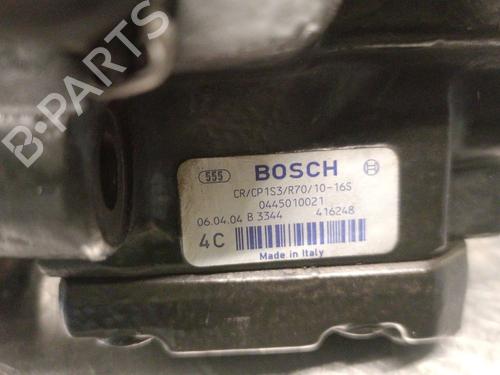 B-PARTS
555 BOSCH
CR/CP1S3/R70/10-16S
0445010021
06.04.04 B 3344 416248
4C
Made in Italy